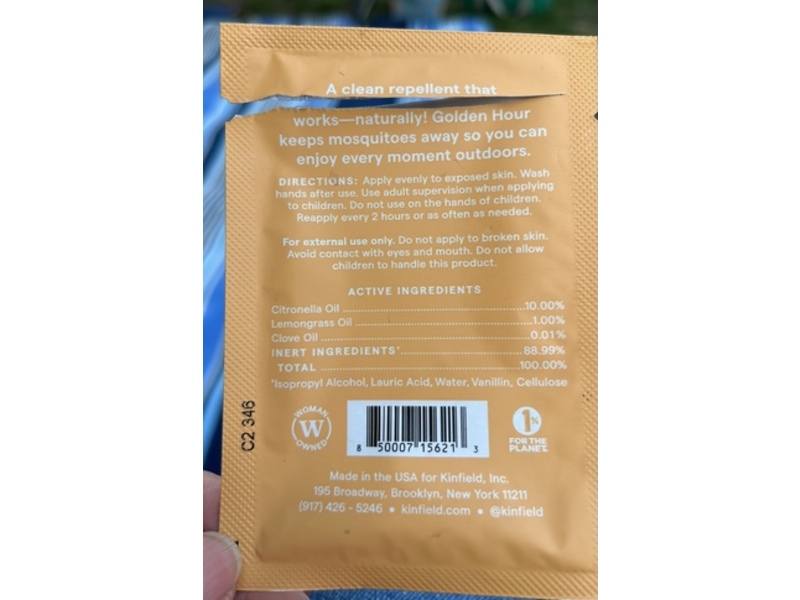 A clean repellent that
works—naturally! Golden Hour
keeps mosquitoes away so you can
enjoy every moment outdoors.
DIRECTIONS: Apply evenly to exposed skin. Wash
hands after use. Use adult supervision when applying
to children. Do not use on the hands of children.
Reapply every 2 hours or as often as needed.
For external use only. Do not apply to broken skin.
Avoid contact with eyes and mouth. Do not allow
children to handle this product.
ACTIVE INGREDIENTS
Citronella Oil ........ 10.00%
Lemongrass Oil ........ 1.00%
Clove Oil ........ 0.01%
INERT INGREDIENTS* ........ 88.99%
TOTAL ........ 100.00%
*Isopropyl Alcohol, Lauric Acid, Water, Vanillin, Cellulose
C2 346
WOMAN
W
OWNED
8 50007 15621 3
1%
FOR THE
PLANET.
Made in the USA for Kinfield, Inc.
195 Broadway, Brooklyn, New York 11211
(917) 426 - 5246 • kinfield.com • @kinfield